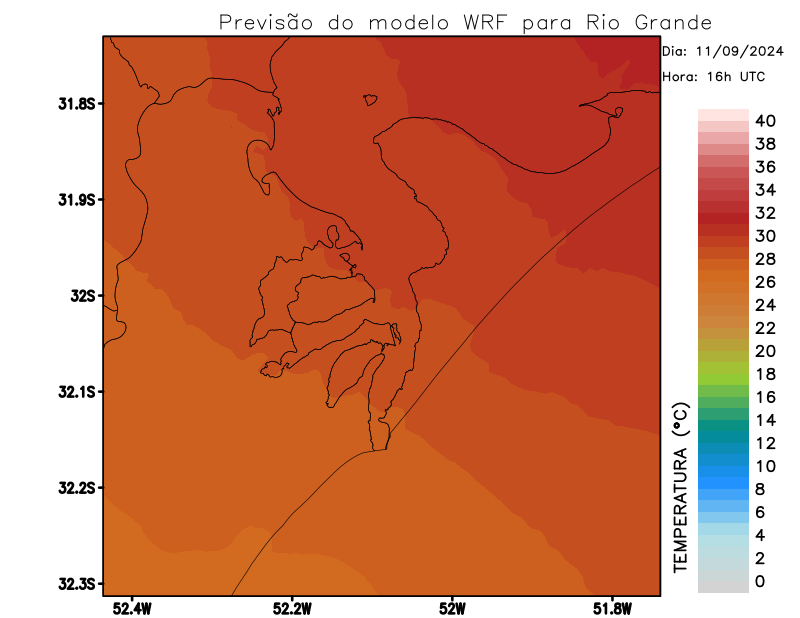 Previsão do modelo WRF para Rio Grande
Dia: 11/09/2024
Hora: 16h UTC
31.8S
31.9S
32S
32.1S
32.2S
32.3S
52.4W
52.2W
52W
51.8W
TEMPERATURA (°C)
40
38
36
34
32
30
28
26
24
22
20
18
16
14
12
10
8
6
4
2
0